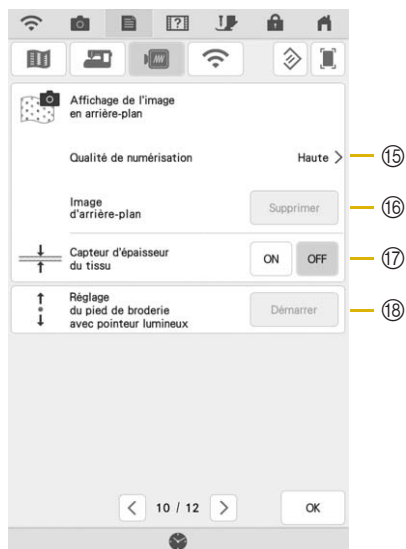 Affichage de l'image
en arrière-plan
Qualité de numérisation
Haute >
⑮
Image
d'arrière-plan
Supprimer
⑯
Capteur d'épaisseur
du tissu
ON OFF
⑰
Réglage
du pied de broderie
avec pointeur lumineux
Démarrer
⑱
< 10 / 12 >
OK